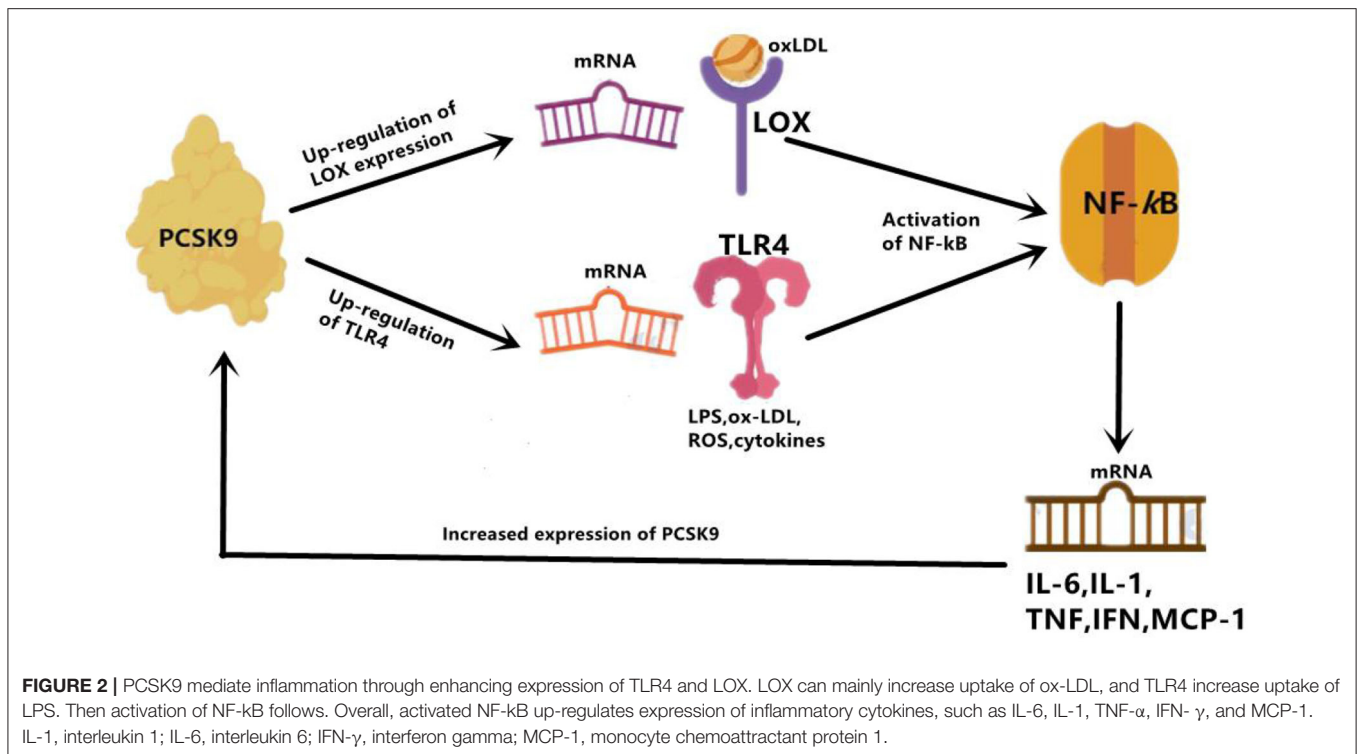 oxLDL
mRNA
LOX
Up-regulation of
LOX expression
PCSK9
NF-kB
Activation
of NF-kB
TLR4
mRNA
Up-regulation
of TLR4
LPS,ox-LDL,
ROS,cytokines
mRNA
Increased expression of PCSK9
IL-6,IL-1,
TNF,IFN,MCP-1
FIGURE 2 | PCSK9 mediate inflammation through enhancing expression of TLR4 and LOX. LOX can mainly increase uptake of ox-LDL, and TLR4 increase uptake of
LPS. Then activation of NF-kB follows. Overall, activated NF-kB up-regulates expression of inflammatory cytokines, such as IL-6, IL-1, TNF-α, IFN- γ, and MCP-1.
IL-1, interleukin 1; IL-6, interleukin 6; IFN-γ, interferon gamma; MCP-1, monocyte chemoattractant protein 1.